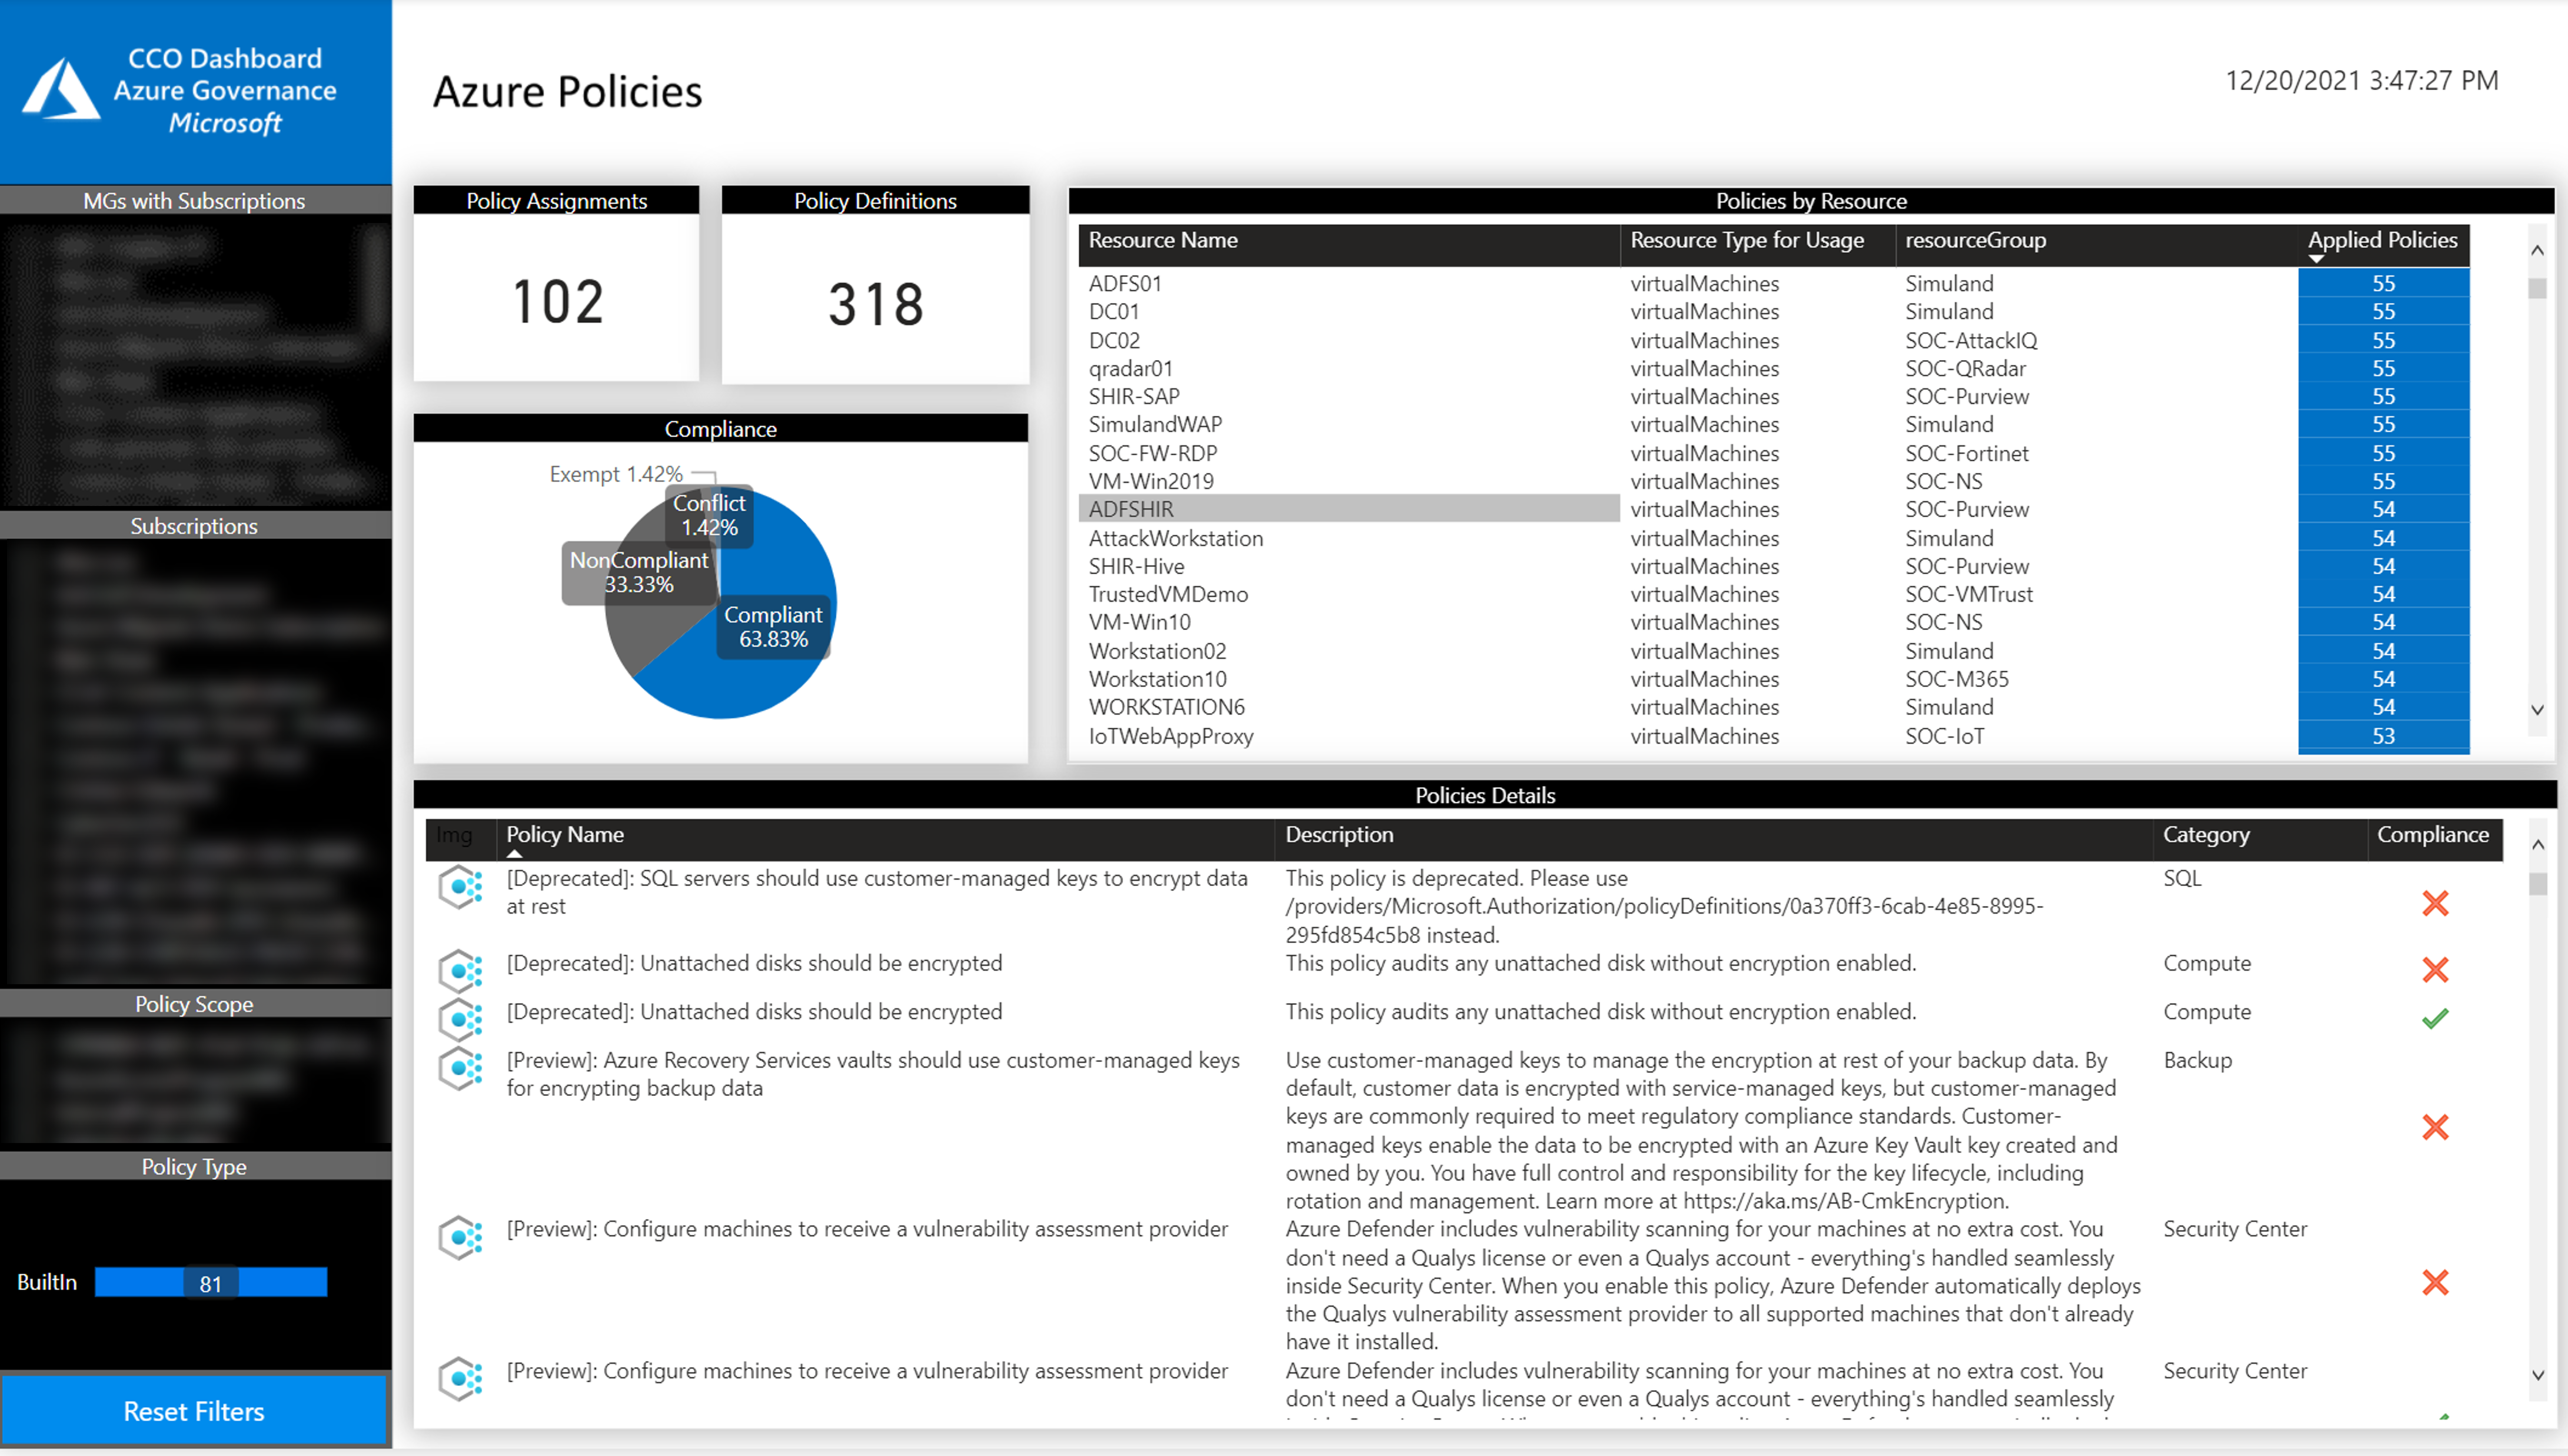 CCO Dashboard
Azure Governance
Microsoft
Azure Policies
12/20/2021 3:47:27 PM
MGs with Subscriptions
Subscriptions
Policy Scope
Policy Type
BuiltIn 81
Reset Filters
Policy Assignments
102
Policy Definitions
318
Compliance
Exempt 1.42%
Conflict
1.42%
NonCompliant
33.33%
Compliant
63.83%
Policies by Resource
Resource Name Resource Type for Usage resourceGroup Applied Policies
ADFS01 virtualMachines Simuland 55
DC01 virtualMachines Simuland 55
DC02 virtualMachines SOC-AttackIQ 55
qradar01 virtualMachines SOC-QRadar 55
SHIR-SAP virtualMachines SOC-Purview 55
SimulandWAP virtualMachines Simuland 55
SOC-FW-RDP virtualMachines SOC-Fortinet 55
VM-Win2019 virtualMachines SOC-NS 55
ADFSHIR virtualMachines SOC-Purview 54
AttackWorkstation virtualMachines Simuland 54
SHIR-Hive virtualMachines SOC-Purview 54
TrustedVMDemo virtualMachines SOC-VMTrust 54
VM-Win10 virtualMachines SOC-NS 54
Workstation02 virtualMachines Simuland 54
Workstation10 virtualMachines SOC-M365 54
WORKSTATION6 virtualMachines Simuland 54
IoTWebAppProxy virtualMachines SOC-IoT 53
Policies Details
Img Policy Name Description Category Compliance
[Deprecated]: SQL servers should use customer-managed keys to encrypt data This policy is deprecated. Please use SQL
at rest /providers/Microsoft.Authorization/policyDefinitions/0a370ff3-6cab-4e85-8995-
295fd854c5b8 instead.
[Deprecated]: Unattached disks should be encrypted This policy audits any unattached disk without encryption enabled. Compute
[Deprecated]: Unattached disks should be encrypted This policy audits any unattached disk without encryption enabled. Compute
[Preview]: Azure Recovery Services vaults should use customer-managed keys Use customer-managed keys to manage the encryption at rest of your backup data. By Backup
for encrypting backup data default, customer data is encrypted with service-managed keys, but customer-managed
keys are commonly required to meet regulatory compliance standards. Customer-
managed keys enable the data to be encrypted with an Azure Key Vault key created and
owned by you. You have full control and responsibility for the key lifecycle, including
rotation and management. Learn more at https://aka.ms/AB-CmkEncryption.
[Preview]: Configure machines to receive a vulnerability assessment provider Azure Defender includes vulnerability scanning for your machines at no extra cost. You Security Center
don't need a Qualys license or even a Qualys account - everything's handled seamlessly
inside Security Center. When you enable this policy, Azure Defender automatically deploys
the Qualys vulnerability assessment provider to all supported machines that don't already
have it installed.
[Preview]: Configure machines to receive a vulnerability assessment provider Azure Defender includes vulnerability scanning for your machines at no extra cost. You Security Center
don't need a Qualys license or even a Qualys account - everything's handled seamlessly